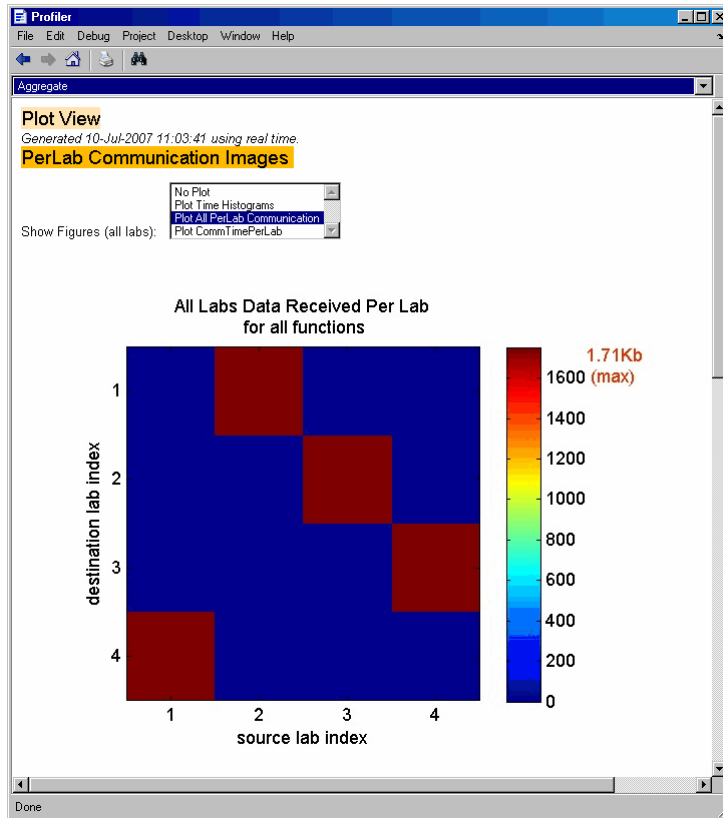 Profiler
File Edit Debug Project Desktop Window Help
Aggregate
Plot View
Generated 10-Jul-2007 11:03:41 using real time.
PerLab Communication Images
No Plot
Plot Time Histograms
Plot All PerLab Communication
Show Figures (all labs): Plot CommTimePerLab
All Labs Data Received Per Lab
for all functions
1.71Kb
(max)
1600
1400
1200
1000
800
600
400
200
0
destination lab index
1
2
3
4
1 2 3 4
source lab index
Done